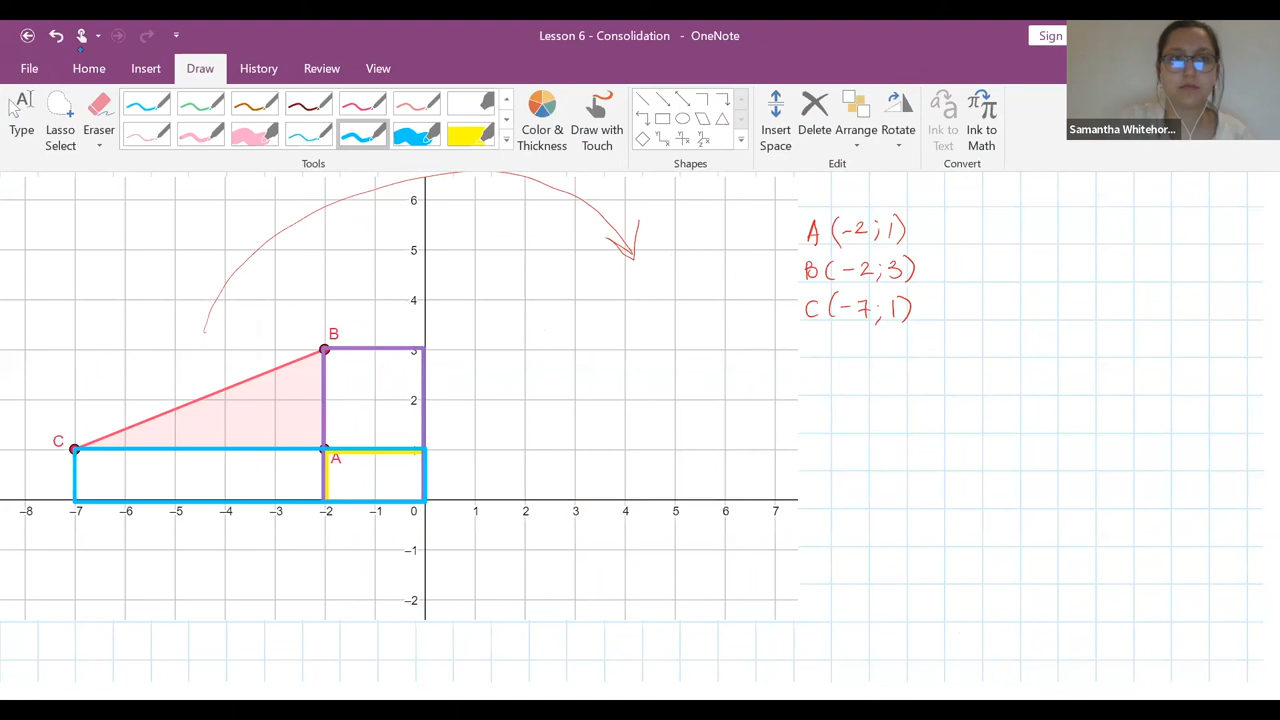 Lesson 6 - Consolidation - OneNote
Sign
File Home Insert Draw History Review View
Type
Lasso Select
Eraser
Color & Thickness
Draw with Touch
Insert Space
Delete
Arrange
Rotate
Ink to Text
Ink to Math
Tools
Shapes
Edit
Convert
Samantha Whitehor...
6
5
4
3
2
B
C
A
-8 -7 -6 -5 -4 -3 -2 -1 0 1 2 3 4 5 6 7
-1
-2
A (-2; 1)
B (-2; 3)
C (-7; 1)